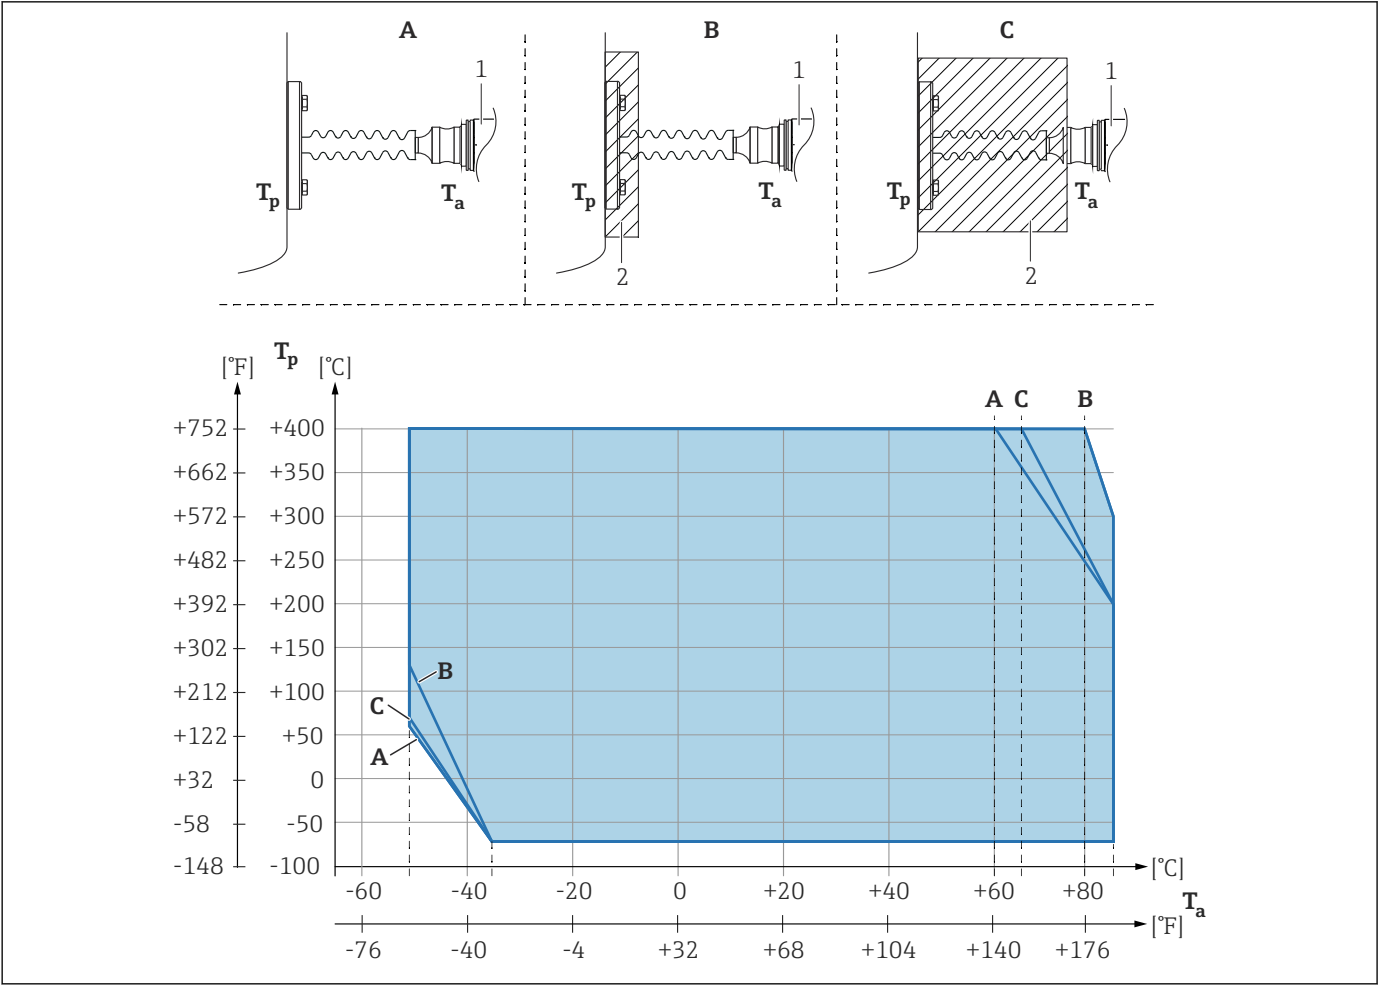 A B C
1 1 1
Tp Ta Tp Ta Tp Ta
2 2
Tp
[°F] [°C]
A C B
+752 +400
+662 +350
+572 +300
+482 +250
+392 +200
+302 +150
B
+212 +100
C
+122 +50
A
+32 0
-58 -50
-148 -100
[°C]
-60 -40 -20 0 +20 +40 +60 +80
Ta
[°F]
-76 -40 -4 +32 +68 +104 +140 +176